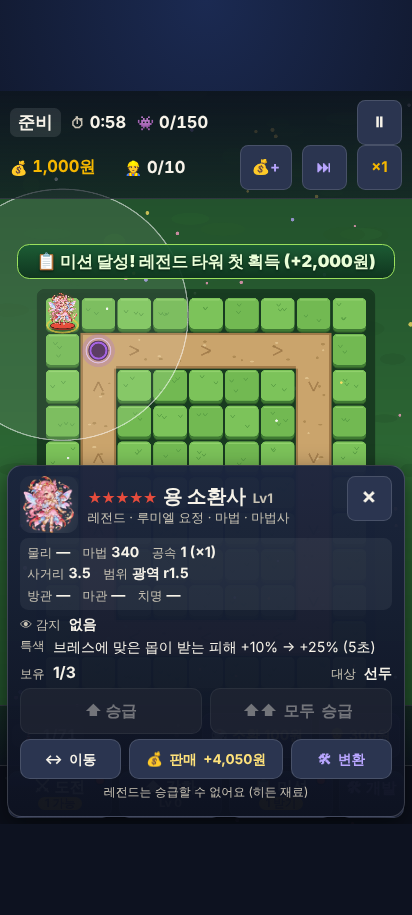 준비 0:58 0/150
1,000원 0/10 + ×1
미션 달성! 레전드 타워 첫 획득 (+2,000원)
★★★★★ 용 소환사 Lv1
레전드 · 루미엘 요정 · 마법 · 마법사
물리 — 마법 340 공속 1 (×1)
사거리 3.5 범위 광역 r1.5
방관 — 마관 — 치명 —
감지 없음
특색 브레스에 맞은 몸이 받는 피해 +10% → +25% (5초)
보유 1/3 대상 선두
승급 모두 승급
↔ 이동 판매 +4,050원 변환
레전드는 승급할 수 없어요 (히든 재료)